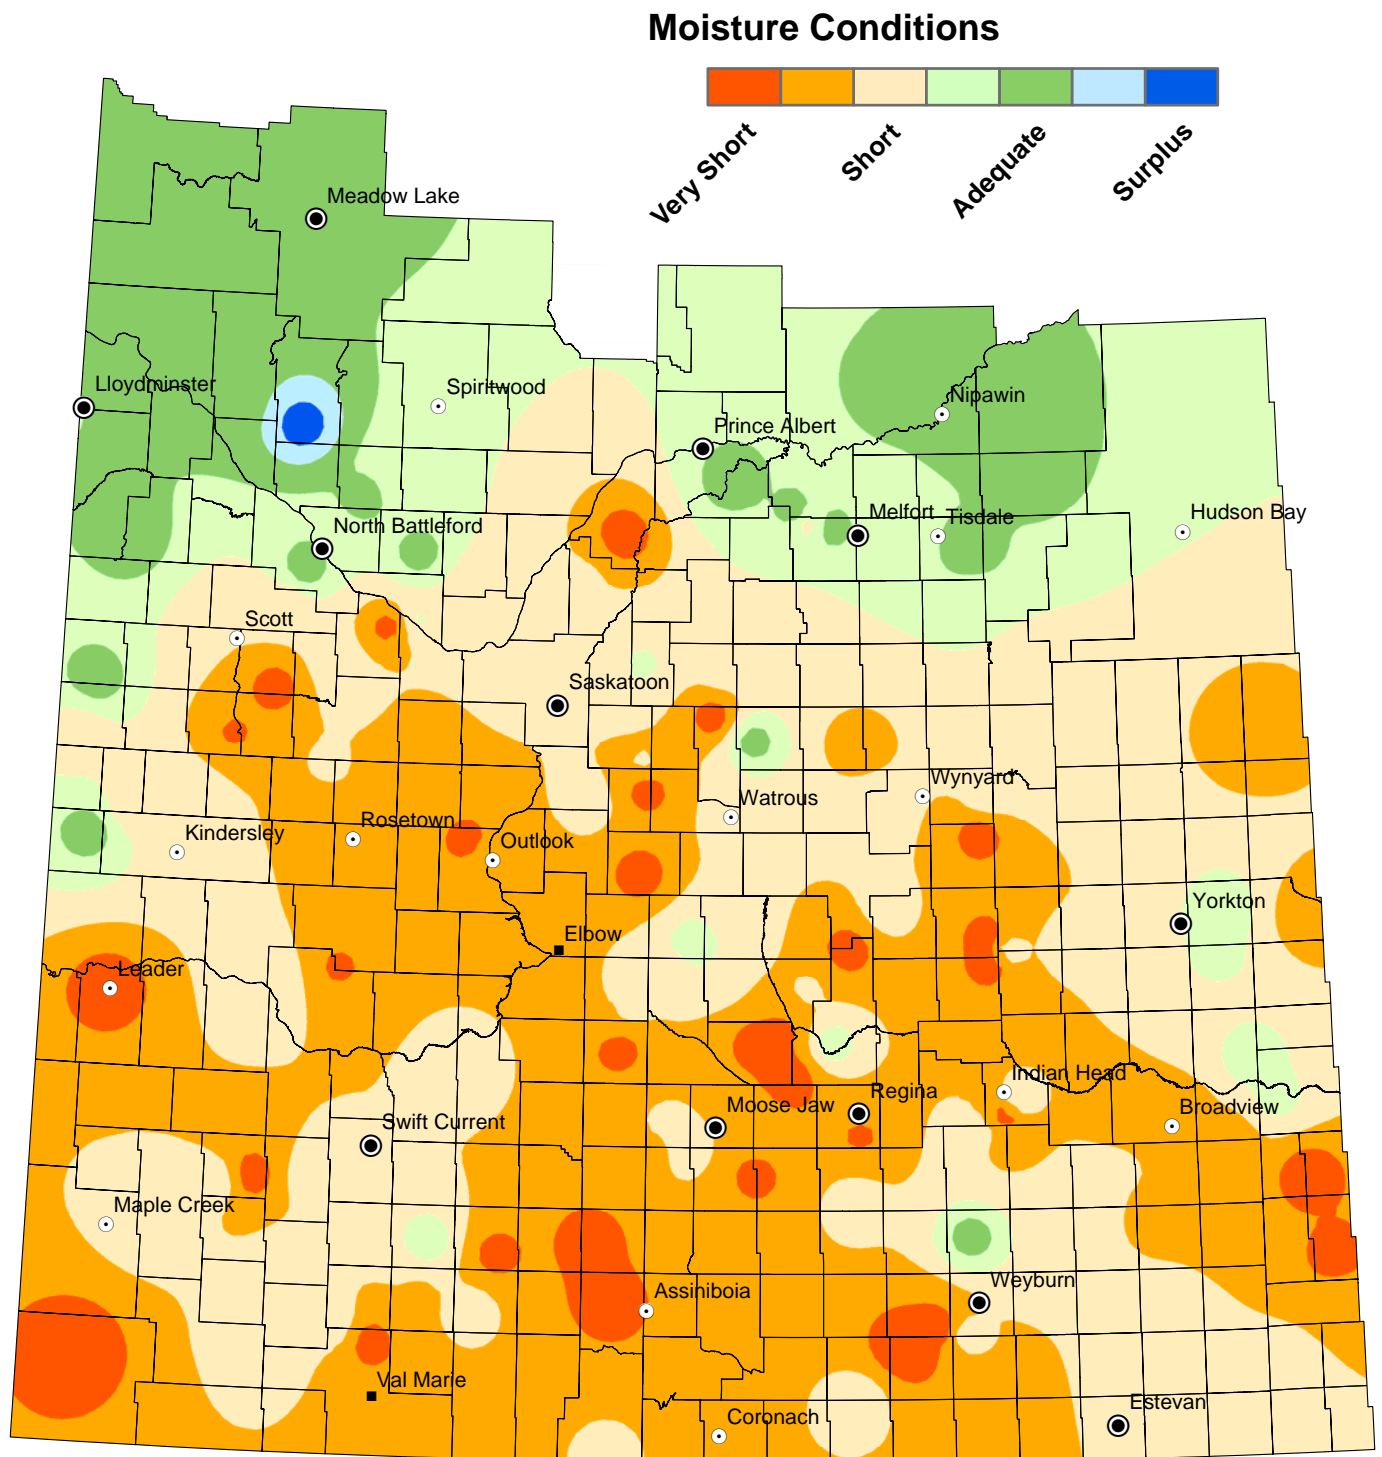 Moisture Conditions
Very Short
Short
Adequate
Surplus
Meadow Lake
Lloydminster
Spiritwood
Nipawin
Prince Albert
North Battleford
Melfort
Tisdale
Hudson Bay
Scott
Saskatoon
Wynyard
Watrous
Kindersley
Rosetown
Outlook
Yorkton
Elbow
Leader
Indian Head
Regina
Moose Jaw
Broadview
Swift Current
Maple Creek
Weyburn
Assiniboia
Val Marie
Estevan
Coronach